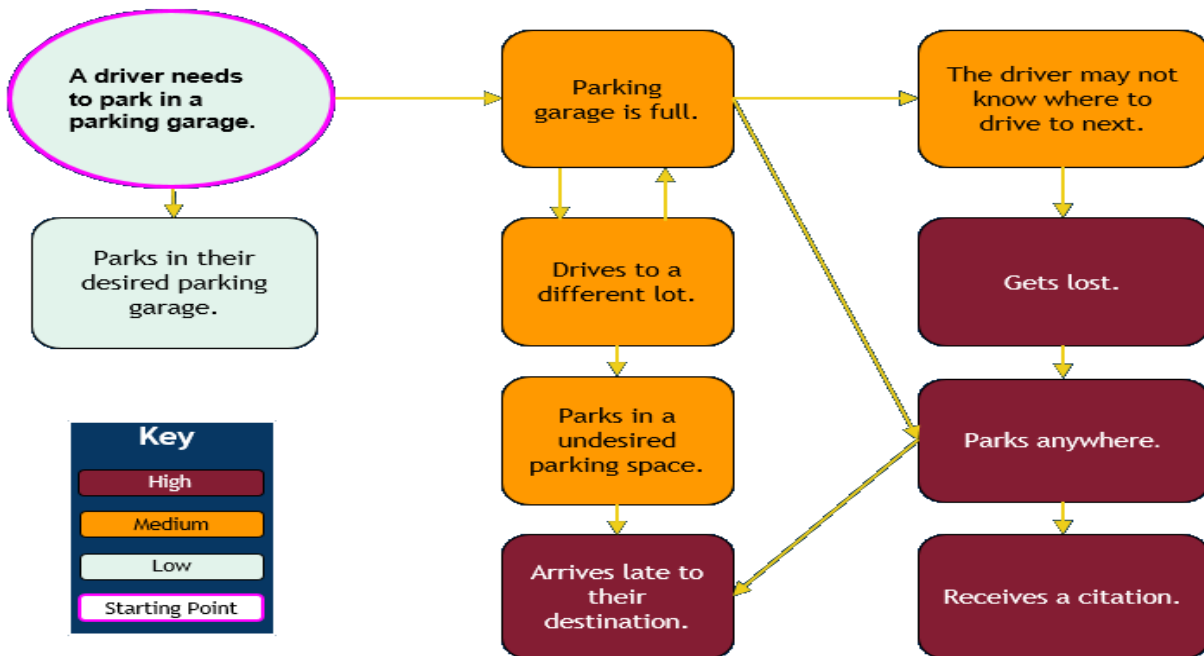 A driver needs
to park in a
parking garage.
Parks in their
desired parking
garage.
Parking
garage is full.
Drives to a
different lot.
Parks in a
undesired
parking space.
Arrives late to
their
destination.
The driver may not
know where to
drive to next.
Gets lost.
Parks anywhere.
Receives a citation.
Key
High
Medium
Low
Starting Point